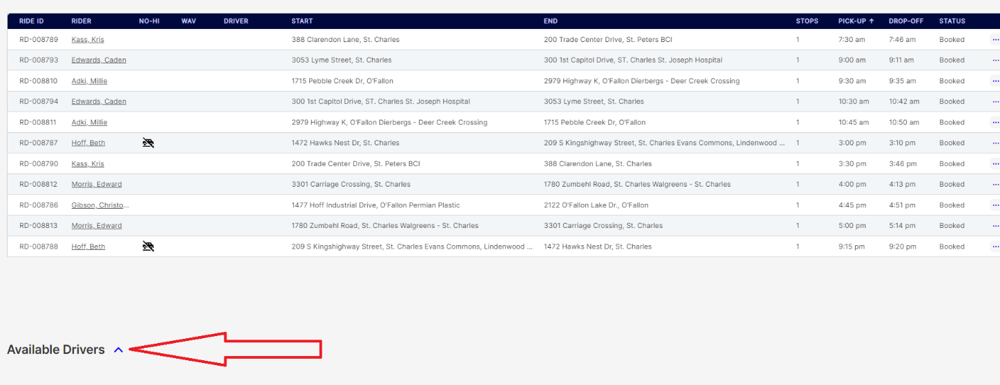 RIDE ID RIDER NO-HI WAV DRIVER START END STOPS PICK-UP ↑ DROP-OFF STATUS
RD-008789 Kass, Kris 388 Clarendon Lane, St. Charles 200 Trade Center Drive, St. Peters BCI 1 7:30 am 7:46 am Booked ...
RD-008793 Edwards, Caden 3053 Lyme Street, St. Charles 300 1st Capitol Drive, ST. Charles St. Joseph Hospital 1 9:00 am 9:11 am Booked ...
RD-008810 Adki, Millie 1715 Pebble Creek Dr, O'Fallon 2979 Highway K, O'Fallon Dierbergs - Deer Creek Crossing 1 9:30 am 9:35 am Booked ...
RD-008794 Edwards, Caden 300 1st Capitol Drive, ST. Charles St. Joseph Hospital 3053 Lyme Street, St. Charles 1 10:30 am 10:42 am Booked ...
RD-008811 Adki, Millie 2979 Highway K, O'Fallon Dierbergs - Deer Creek Crossing 1715 Pebble Creek Dr, O'Fallon 1 10:45 am 10:50 am Booked ...
RD-008787 Hoff, Beth 1472 Hawks Nest Dr, St. Charles 209 S Kingshighway Street, St. Charles Evans Commons, Lindenwood ... 1 3:00 pm 3:10 pm Booked ...
RD-008790 Kass, Kris 200 Trade Center Drive, St. Peters BCI 388 Clarendon Lane, St. Charles 1 3:30 pm 3:46 pm Booked ...
RD-008812 Morris, Edward 3301 Carriage Crossing, St. Charles 1780 Zumbehl Road, St. Charles Walgreens - St. Charles 1 4:00 pm 4:13 pm Booked ...
RD-008786 Gibson, Christo... 1477 Hoff Industrial Drive, O'Fallon Permian Plastic 2122 O'Fallon Lake Dr., O'Fallon 1 4:45 pm 4:51 pm Booked ...
RD-008813 Morris, Edward 1780 Zumbehl Road, St. Charles Walgreens - St. Charles 3301 Carriage Crossing, St. Charles 1 5:00 pm 5:14 pm Booked ...
RD-008788 Hoff, Beth 209 S Kingshighway Street, St. Charles Evans Commons, Lindenwood ... 1472 Hawks Nest Dr, St. Charles 1 9:15 pm 9:20 pm Booked ...
Available Drivers